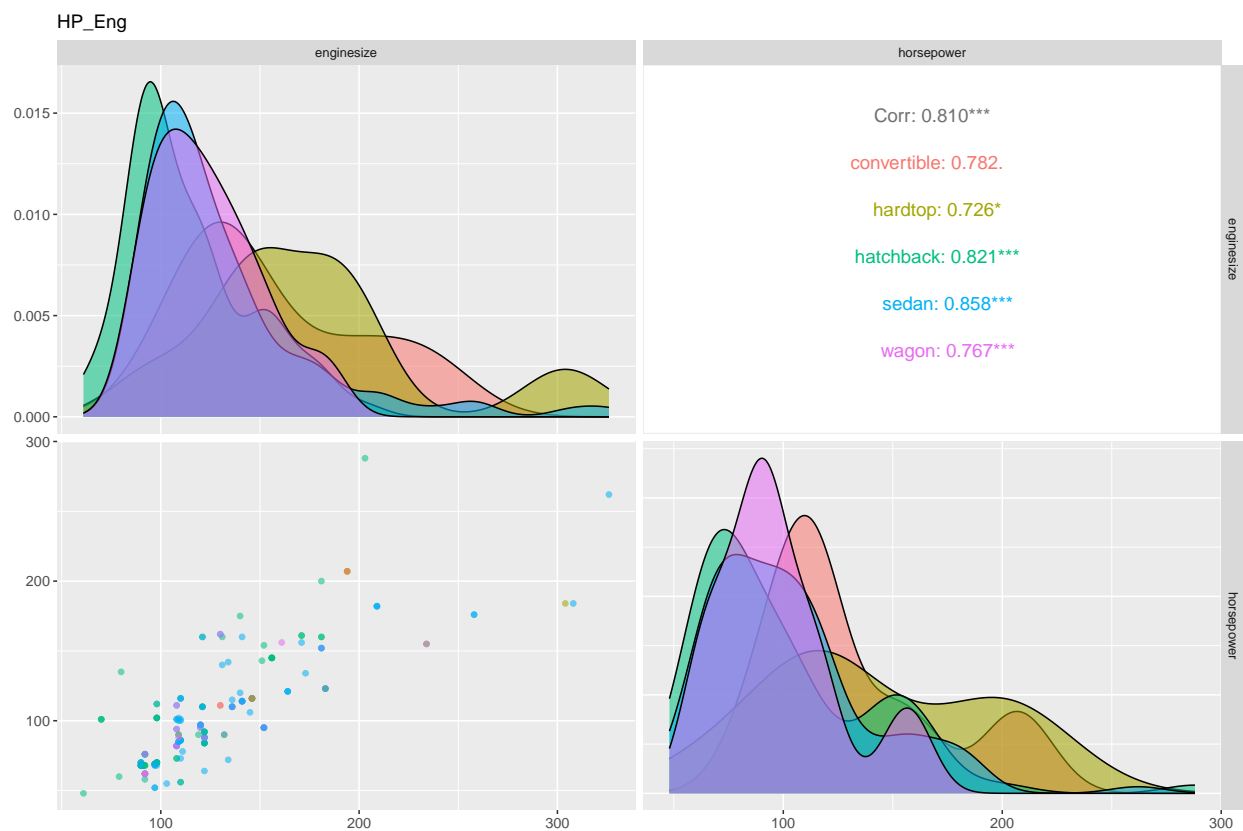 HP_Eng
enginesize
horsepower
0.015
0.010
0.005
0.000
Corr: 0.810***
convertible: 0.782.
hardtop: 0.726*
hatchback: 0.821***
sedan: 0.858***
wagon: 0.767***
enginesize
300
200
100
horsepower
100
200
300
100
200
300